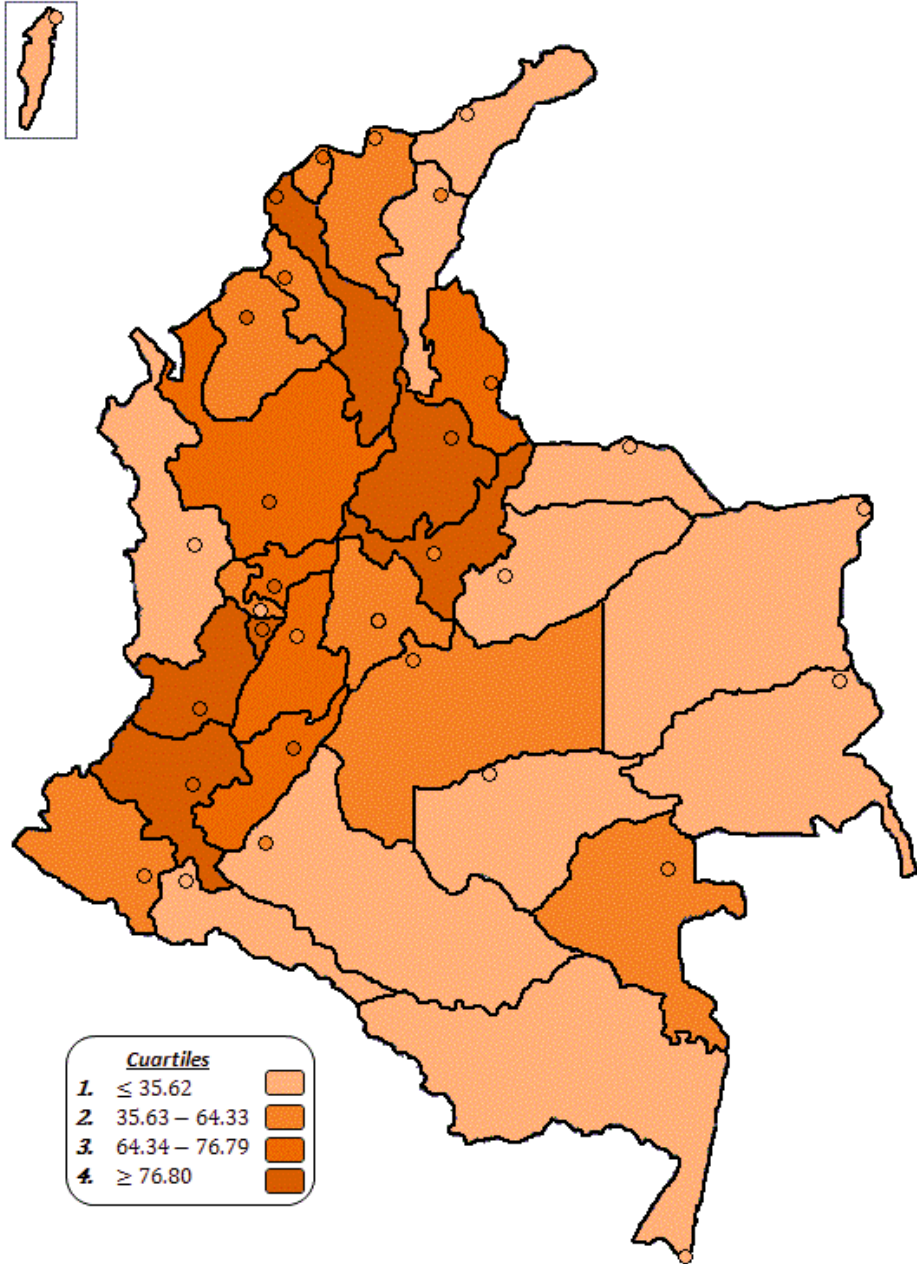 Cuartiles
1. ≤ 35.62
2. 35.63 – 64.33
3. 64.34 – 76.79
4. ≥ 76.80